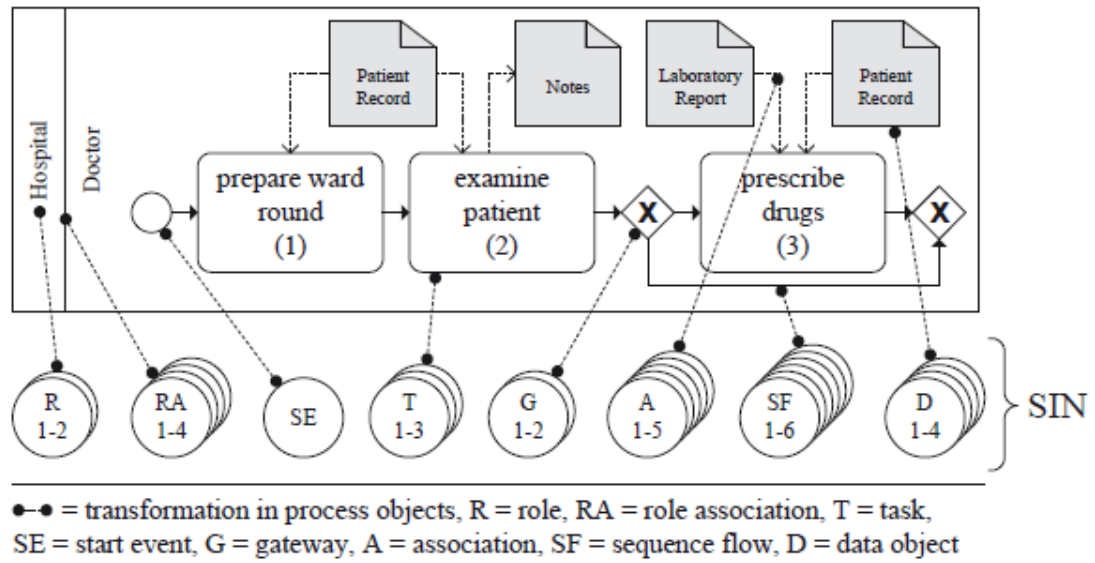 Patient
Record
Notes
Laboratory
Report
Patient
Record
Hospital
Doctor
prepare ward
round
(1)
examine
patient
(2)
X
prescribe
drugs
(3)
X
R
1-2
RA
1-4
SE
T
1-3
G
1-2
A
1-5
SF
1-6
D
1-4
SIN
= transformation in process objects, R = role, RA = role association, T = task,
SE = start event, G = gateway, A = association, SF = sequence flow, D = data object